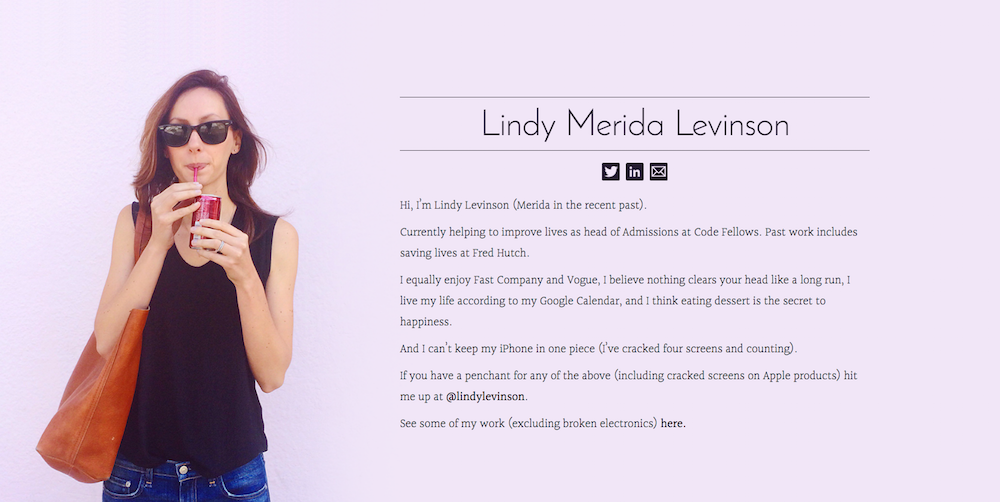 Lindy Merida Levinson
in
Hi, I'm Lindy Levinson (Merida in the recent past).
Currently helping to improve lives as head of Admissions at Code Fellows. Past work includes
saving lives at Fred Hutch.
I equally enjoy Fast Company and Vogue, I believe nothing clears your head like a long run, I
live my life according to my Google Calendar, and I think eating dessert is the secret to
happiness.
And I can't keep my iPhone in one piece (I've cracked four screens and counting).
If you have a penchant for any of the above (including cracked screens on Apple products) hit
me up at @lindylevinson.
See some of my work (excluding broken electronics) here.